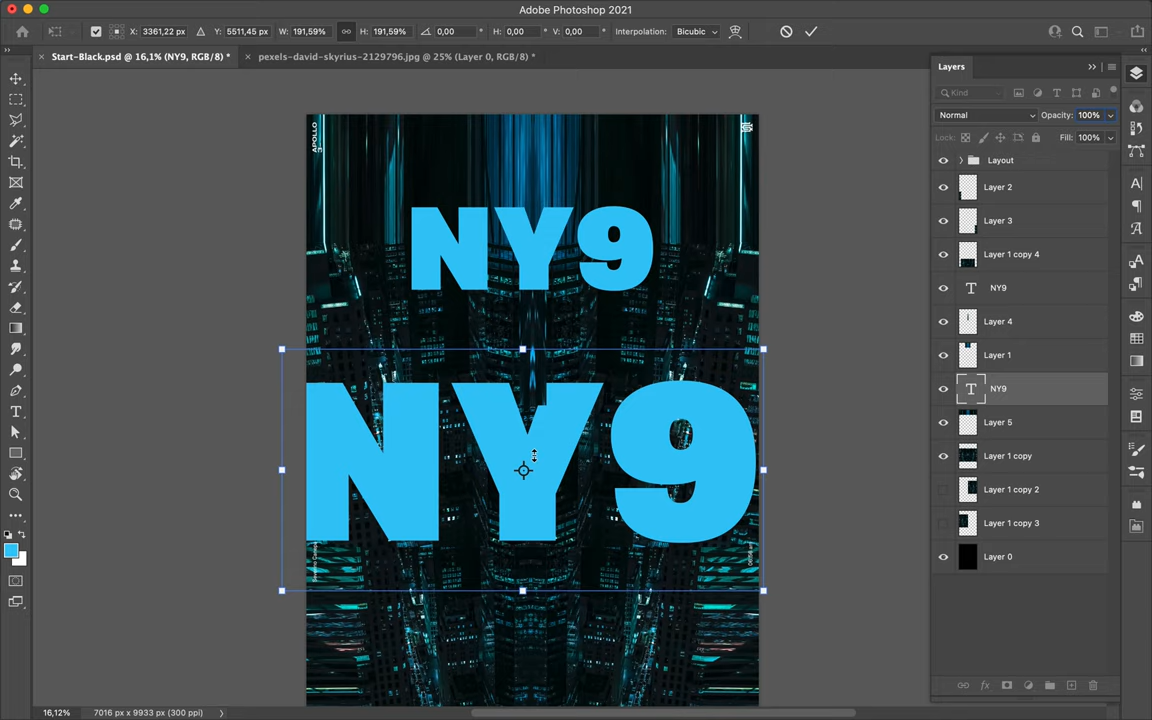 Adobe Photoshop 2021
X: 3361,22 px
Y: 5511,45 px
W: 191,59%
H: 191,59%
0,00
H: 0,00
V: 0,00
Interpolation: Bicubic
Start-Black.psd @ 16,1% (NY9, RGB/8) *
pexels-david-skyrius-2129796.jpg @ 25% (Layer 0, RGB/8) *
Layers
Kind
Normal
Opacity: 100%
Lock:
Fill: 100%
Layout
Layer 2
Layer 3
Layer 1 copy 4
NY9
Layer 4
Layer 1
NY9
Layer 5
Layer 1 copy
Layer 1 copy 2
Layer 1 copy 3
Layer 0
APOLLO
NY9
NY9
16,12%
7016 px x 9933 px (300 ppi)